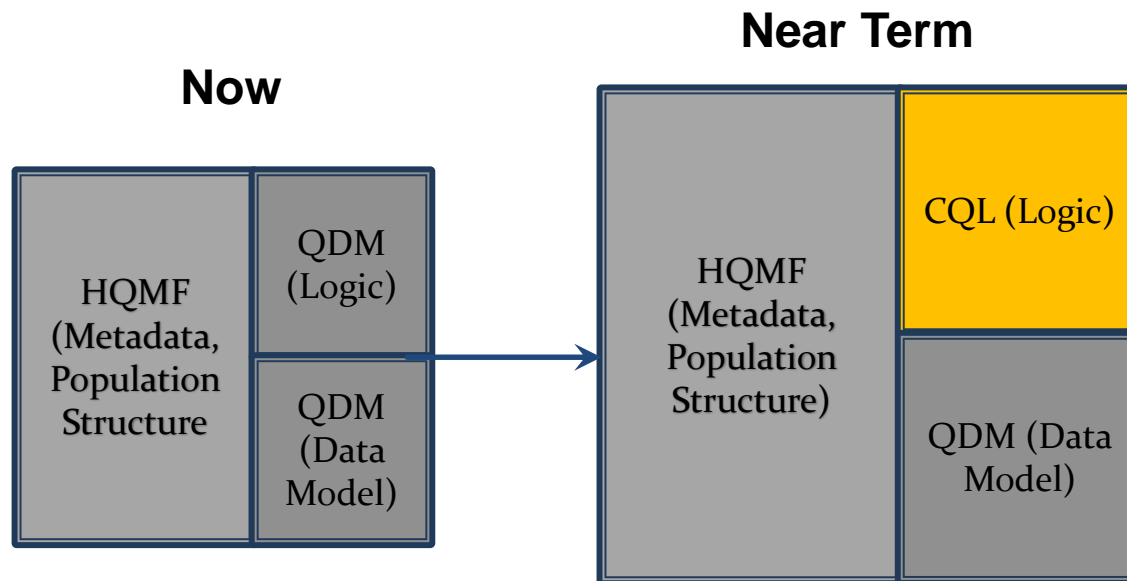 Now
HQMF
(Metadata,
Population
Structure
QDM
(Logic)
QDM
(Data
Model)
Near Term
HQMF
(Metadata,
Population
Structure)
CQL (Logic)
QDM (Data
Model)